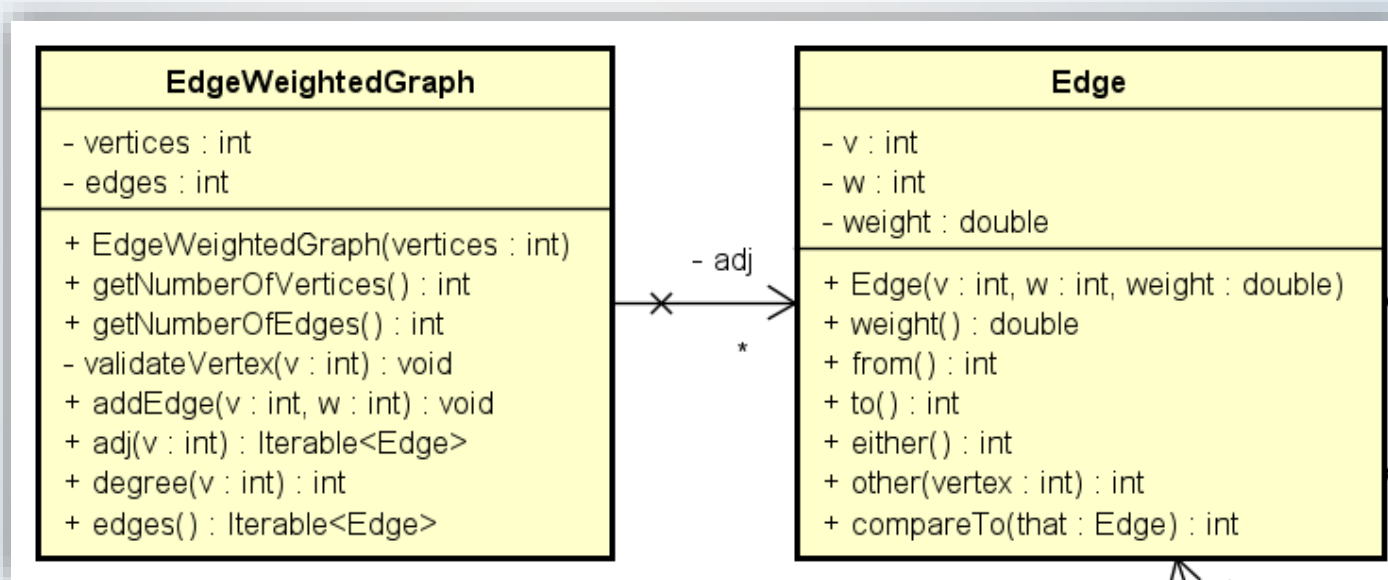 EdgeWeightedGraph
- vertices : int
- edges : int
+ EdgeWeightedGraph(vertices : int)
+ getNumberOfVertices() : int
+ getNumberOfEdges() : int
- validateVertex(v : int) : void
+ addEdge(v : int, w : int) : void
+ adj(v : int) : Iterable<Edge>
+ degree(v : int) : int
+ edges() : Iterable<Edge>
- adj
*
Edge
- v : int
- w : int
- weight : double
+ Edge(v : int, w : int, weight : double)
+ weight() : double
+ from() : int
+ to() : int
+ either() : int
+ other(vertex : int) : int
+ compareTo(that : Edge) : int